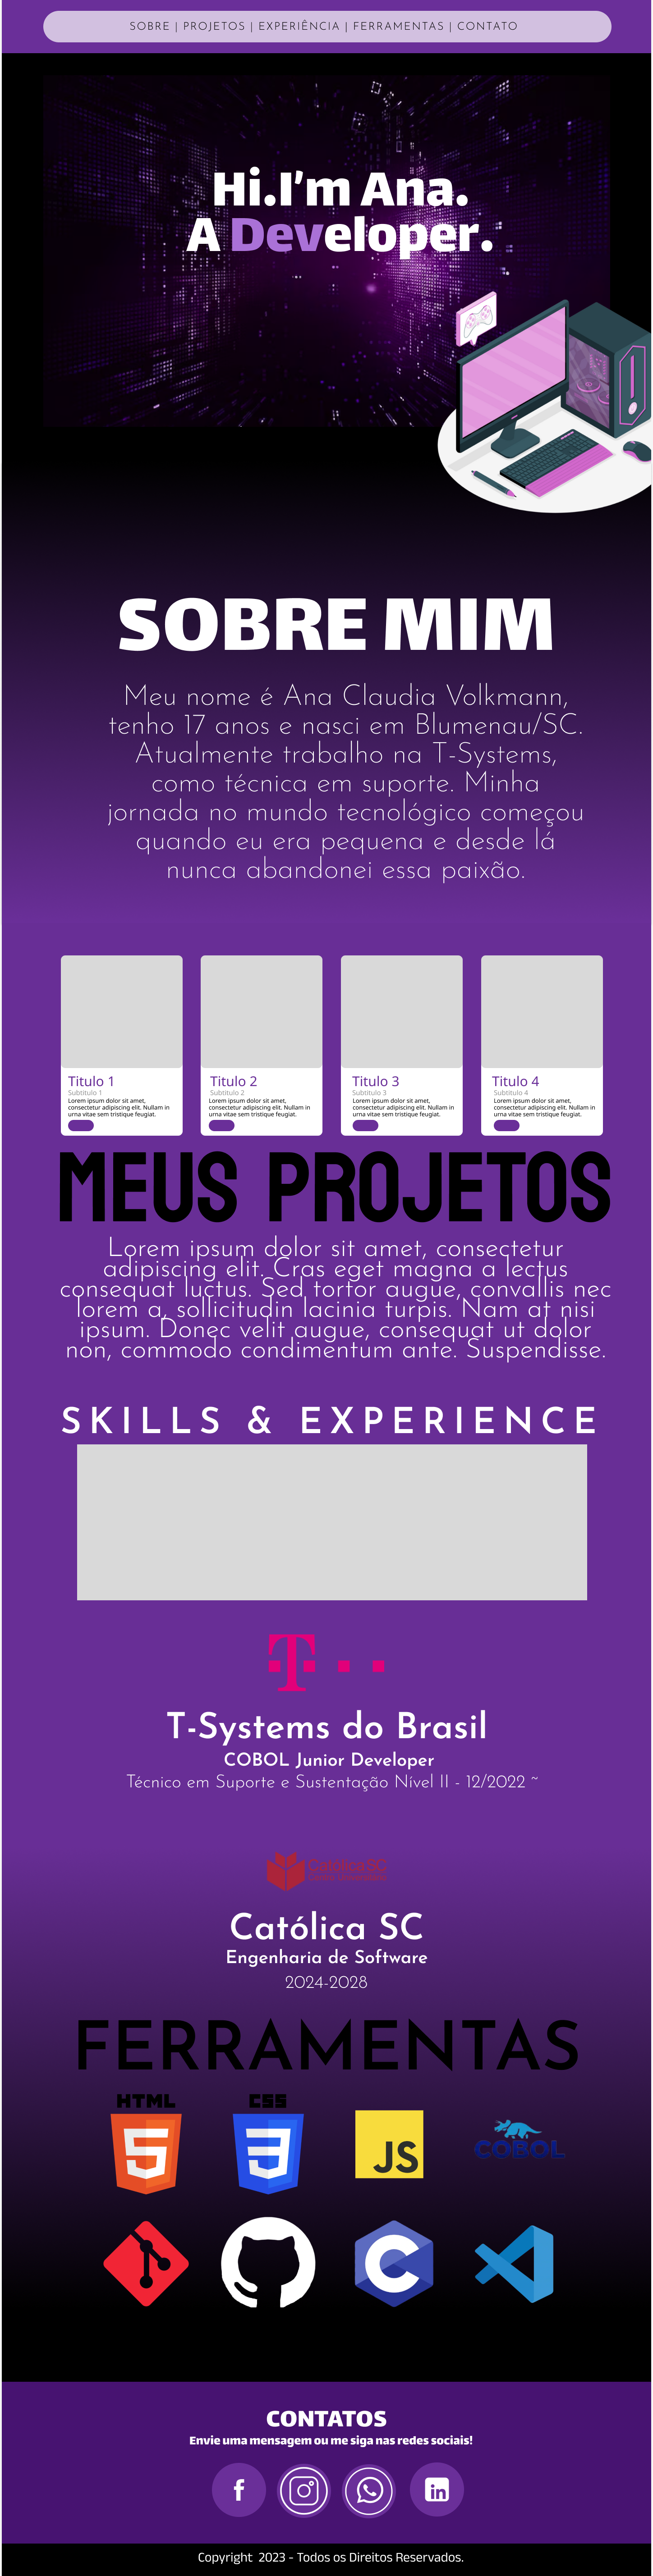 SOBRE | PROJETOS | EXPERIÊNCIA | FERRAMENTAS | CONTATO
Hi.I'm Ana.
A Developer.
SOBRE MIM
Meu nome é Ana Claudia Volkmann,
tenho 17 anos e nasci em Blumenau/SC.
Atualmente trabalho na T-Systems,
como técnica em suporte. Minha
jornada no mundo tecnológico começou
quando eu era pequena e desde lá
nunca abandonei essa paixão.
Titulo 1
Subtitulo 1
Lorem ipsum dolor sit amet,
consectetur adipiscing elit. Nullam in
urna vitae sem tristique feugiat.
Titulo 2
Subtitulo 2
Lorem ipsum dolor sit amet,
consectetur adipiscing elit. Nullam in
urna vitae sem tristique feugiat.
Titulo 3
Subtitulo 3
Lorem ipsum dolor sit amet,
consectetur adipiscing elit. Nullam in
urna vitae sem tristique feugiat.
Titulo 4
Subtitulo 4
Lorem ipsum dolor sit amet,
consectetur adipiscing elit. Nullam in
urna vitae sem tristique feugiat.
MEUS PROJETOS
Lorem ipsum dolor sit amet, consectetur
adipiscing elit. Cras eget magna a lectus
consequat luctus. Sed tortor augue, convallis nec
lorem a, sollicitudin lacinia turpis. Nam at nisi
ipsum. Donec velit augue, consequat ut dolor
non, commodo condimentum ante. Suspendisse.
SKILLS & EXPERIENCE
T
T-Systems do Brasil
COBOL Junior Developer
Técnico em Suporte e Sustentação Nível II - 12/2022 ~
CatólicaSC
Católica SC
Engenharia de Software
2024-2028
FERRAMENTAS
HTML
5
CSS
3
JS
COBOL
C
CONTATOS
Envie uma mensagem ou me siga nas redes sociais!
f
in
Copyright 2023 - Todos os Direitos Reservados.